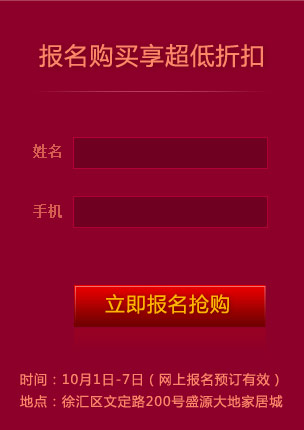 报名购买享超低折扣
姓名
手机
立即报名抢购
时间：10月1日-7日（网上报名预订有效）
地点：徐汇区文定路200号盛源大地家居城